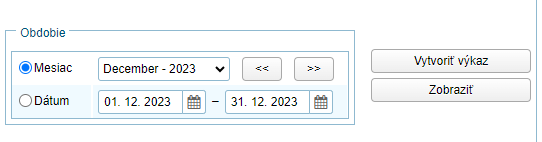 Obdobie
Mesiac December - 2023 << >>
Dátum 01. 12. 2023 – 31. 12. 2023
Vytvoriť výkaz
Zobraziť